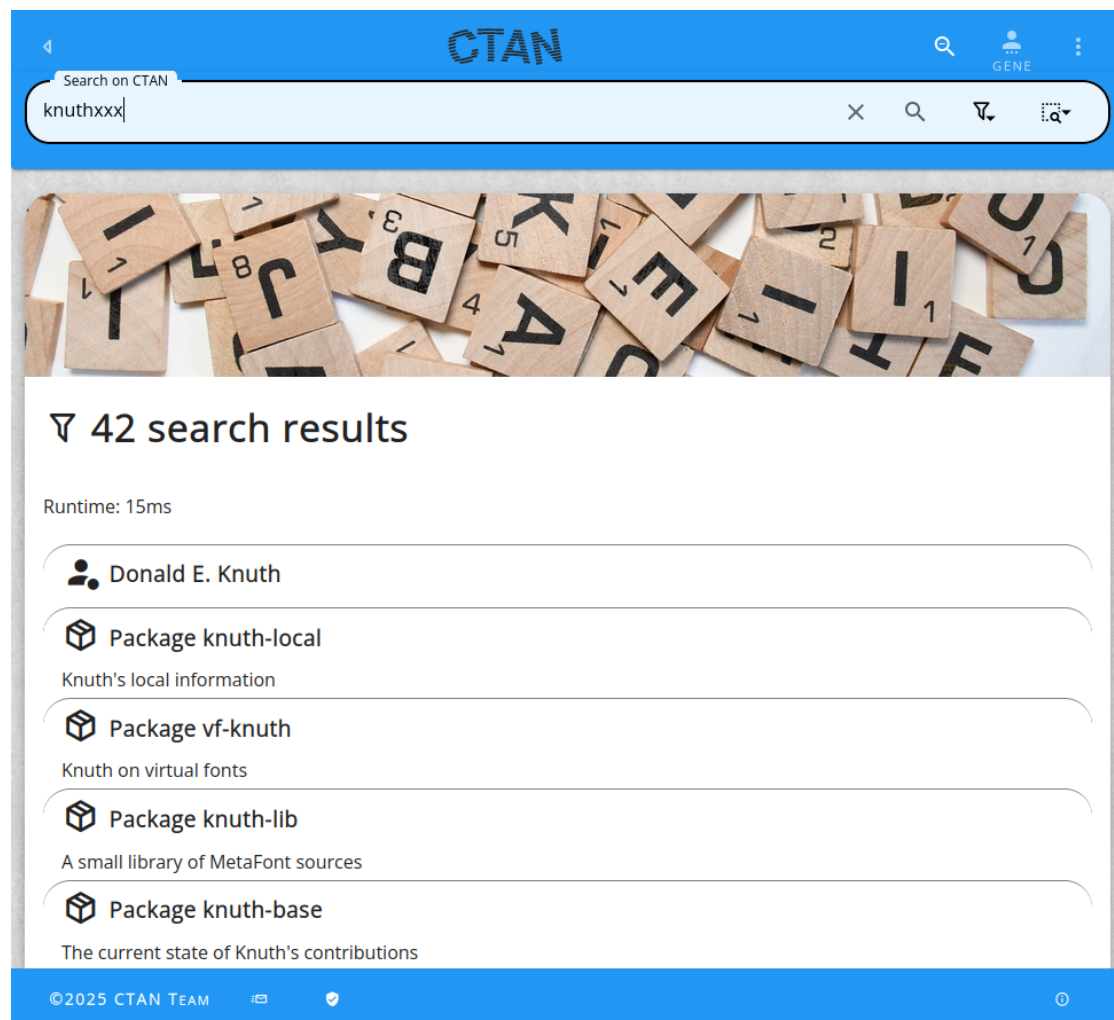 CTAN
GENE
Search on CTAN
knuthxxx
42 search results
Runtime: 15ms
Donald E. Knuth
Package knuth-local
Knuth's local information
Package vf-knuth
Knuth on virtual fonts
Package knuth-lib
A small library of MetaFont sources
Package knuth-base
The current state of Knuth's contributions
©2025 CTAN TEAM